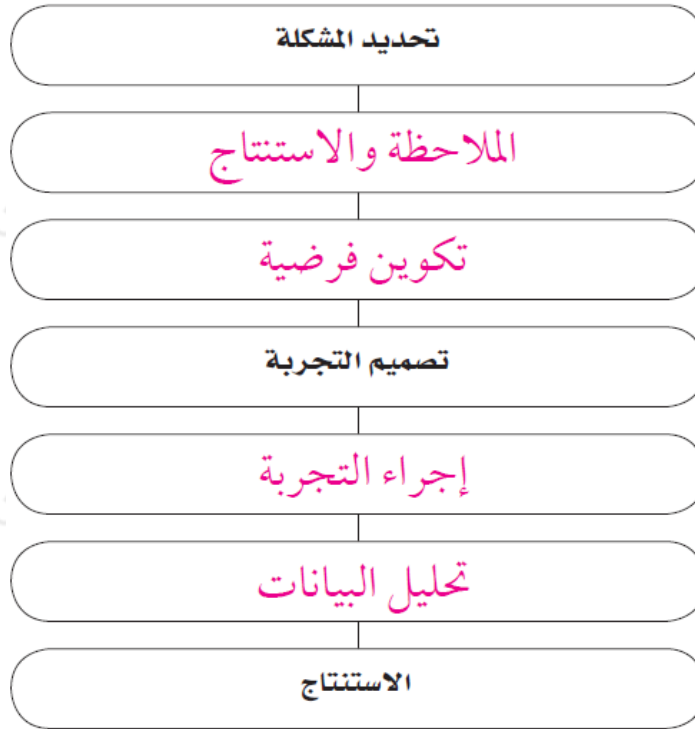 تحديد المشكلة
الملاحظة والاستنتاج
تكوين فرضية
تصميم التجربة
إجراء التجربة
تحليل البيانات
الاستنتاج